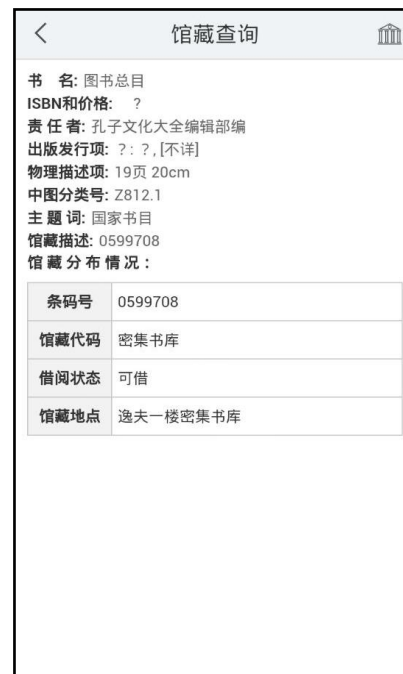 馆藏查询
书 名: 图书总目
ISBN和价格: ?
责 任 者: 孔子文化大全编辑部编
出版发行项: ? : ? , [不详]
物理描述项: 19页 20cm
中图分类号: Z812.1
主 题 词: 国家书目
馆藏描述: 0599708
馆 藏 分 布 情 况 :
条码号 0599708
馆藏代码 密集书库
借阅状态 可借
馆藏地点 逸夫一楼密集书库